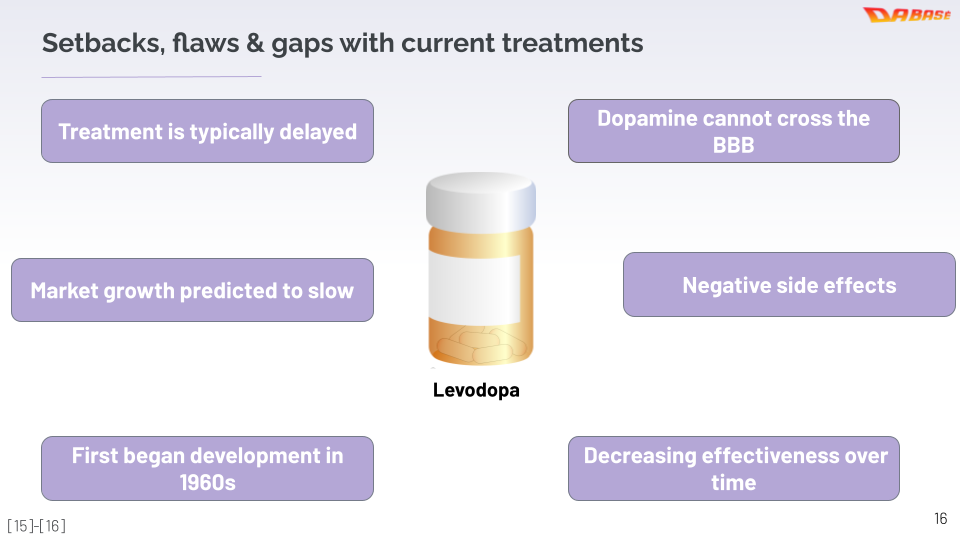 DABASE
Setbacks, flaws & gaps with current treatments
Treatment is typically delayed
Dopamine cannot cross the
BBB
Market growth predicted to slow
Negative side effects
Levodopa
First began development in
1960s
Decreasing effectiveness over
time
[15]-[16]
16